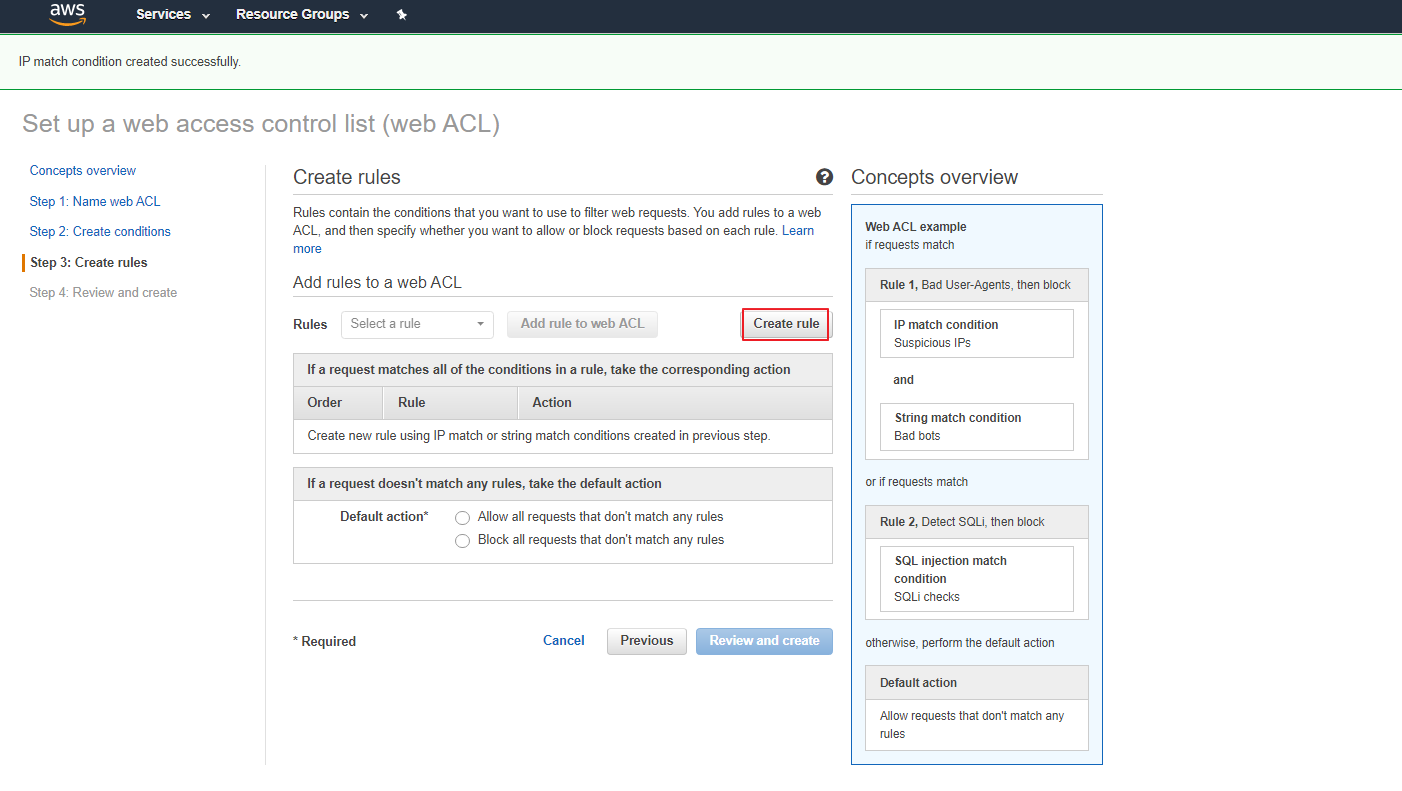 aws
Services
Resource Groups
IP match condition created successfully.
Set up a web access control list (web ACL)
Concepts overview
Step 1: Name web ACL
Step 2: Create conditions
Step 3: Create rules
Step 4: Review and create
Create rules
Rules contain the conditions that you want to use to filter web requests. You add rules to a web
ACL, and then specify whether you want to allow or block requests based on each rule. Learn
more
Add rules to a web ACL
Rules
Select a rule
Add rule to web ACL
Create rule
If a request matches all of the conditions in a rule, take the corresponding action
Order
Rule
Action
Create new rule using IP match or string match conditions created in previous step.
If a request doesn't match any rules, take the default action
Default action*
Allow all requests that don't match any rules
Block all requests that don't match any rules
* Required
Cancel
Previous
Review and create
Concepts overview
Web ACL example
if requests match
Rule 1, Bad User-Agents, then block
IP match condition
Suspicious IPs
and
String match condition
Bad bots
or if requests match
Rule 2, Detect SQLi, then block
SQL injection match
condition
SQLi checks
otherwise, perform the default action
Default action
Allow requests that don't match any
rules